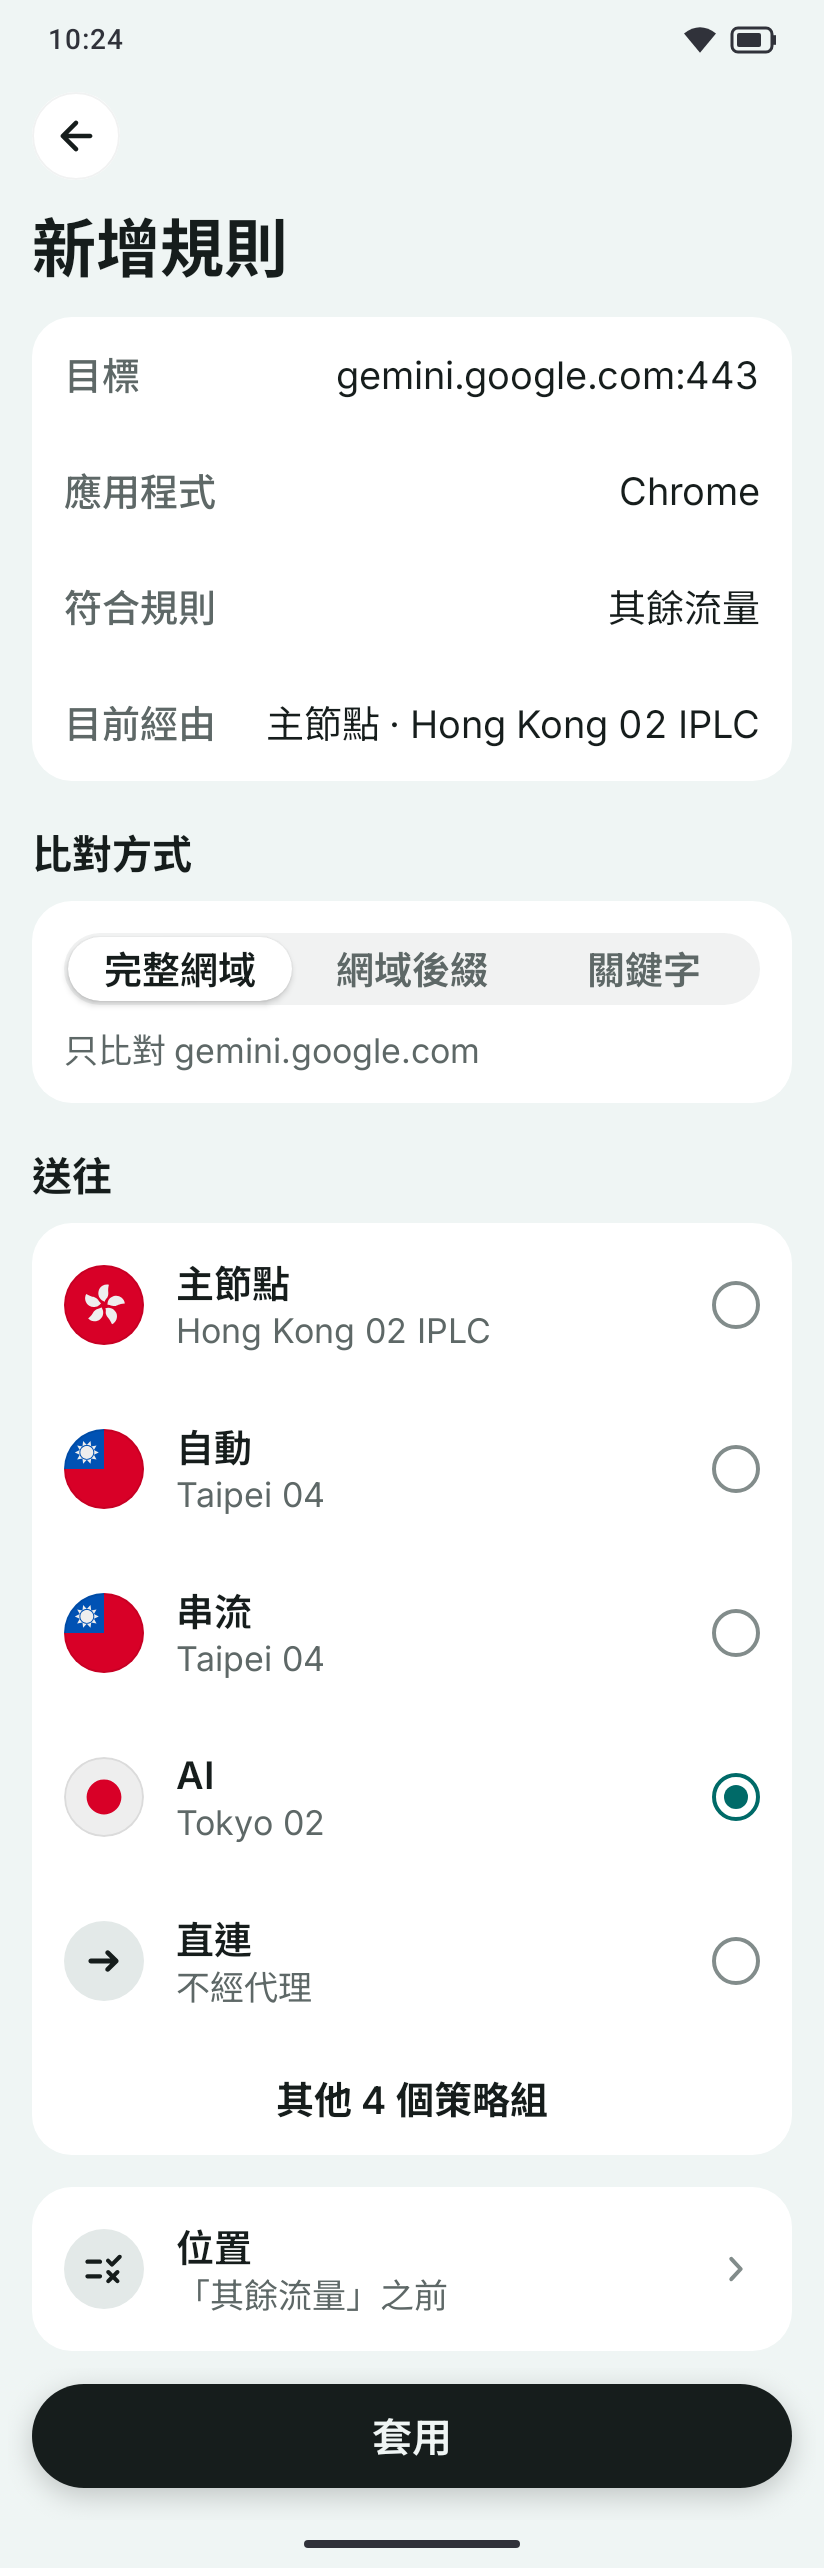 10:24
新增規則
目標 gemini.google.com:443
應用程式 Chrome
符合規則 其餘流量
目前經由 主節點 · Hong Kong 02 IPLC
比對方式
完整網域 網域後綴 關鍵字
只比對 gemini.google.com
送往
主節點
Hong Kong 02 IPLC
自動
Taipei 04
串流
Taipei 04
AI
Tokyo 02
直連
不經代理
其他 4 個策略組
位置
「其餘流量」之前
套用